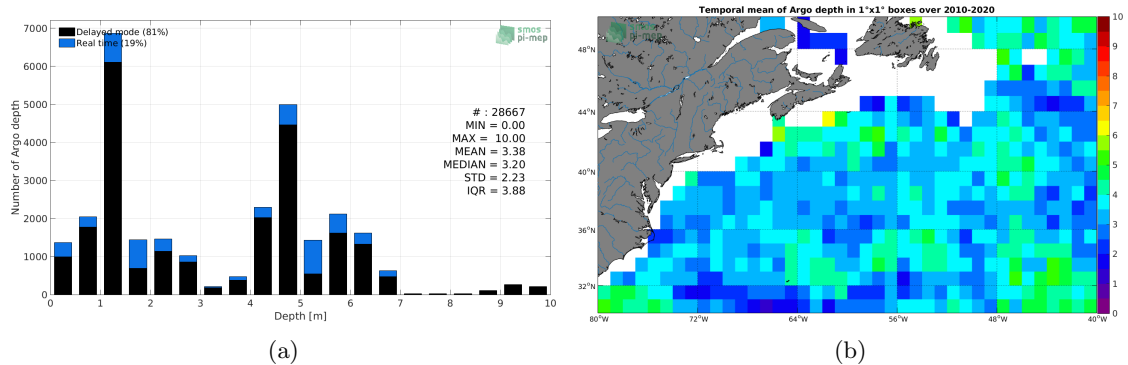 Delayed mode (81%)
Real time (19%)
smos
pi-mep
# : 28667
MIN = 0.00
MAX = 10.00
MEAN = 3.38
MEDIAN = 3.20
STD = 2.23
IQR = 3.88
Number of Argo depth
7000
6000
5000
4000
3000
2000
1000
0
0 1 2 3 4 5 6 7 8 9 10
Depth [m]
(a)
Temporal mean of Argo depth in 1°x1° boxes over 2010-2020
smos
pi-mep
48°N
44°N
40°N
36°N
32°N
80°W 72°W 64°W 56°W 48°W 40°W
10
9
8
7
6
5
4
3
2
1
0
(b)